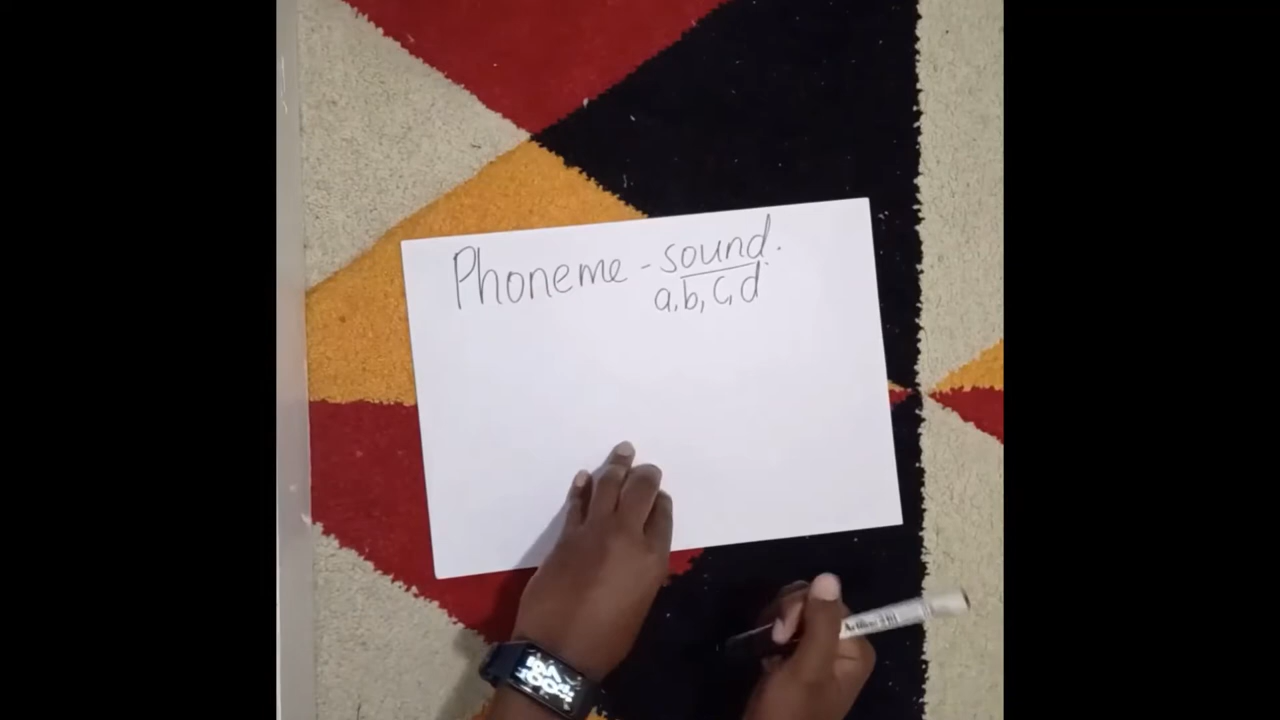 Phoneme - sound.
a, b, c, d